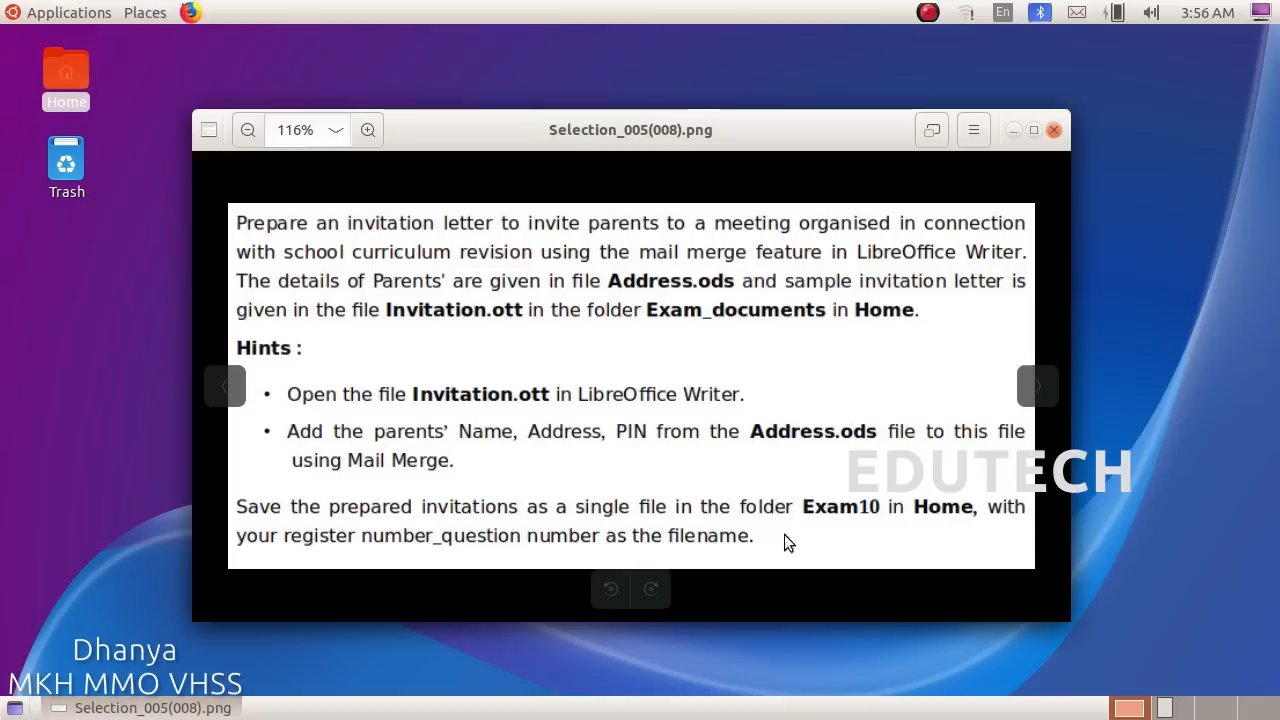 Applications Places En 3:56 AM
Home
Trash
116% Selection_005(008).png
Prepare an invitation letter to invite parents to a meeting organised in connection
with school curriculum revision using the mail merge feature in LibreOffice Writer.
The details of Parents' are given in file Address.ods and sample invitation letter is
given in the file Invitation.ott in the folder Exam_documents in Home.
Hints :
• Open the file Invitation.ott in LibreOffice Writer.
• Add the parents’ Name, Address, PIN from the Address.ods file to this file
using Mail Merge.
EDUTECH
Save the prepared invitations as a single file in the folder Exam10 in Home, with
your register number_question number as the filename.
Dhanya
MKH MMO VHSS
Selection_005(008).png